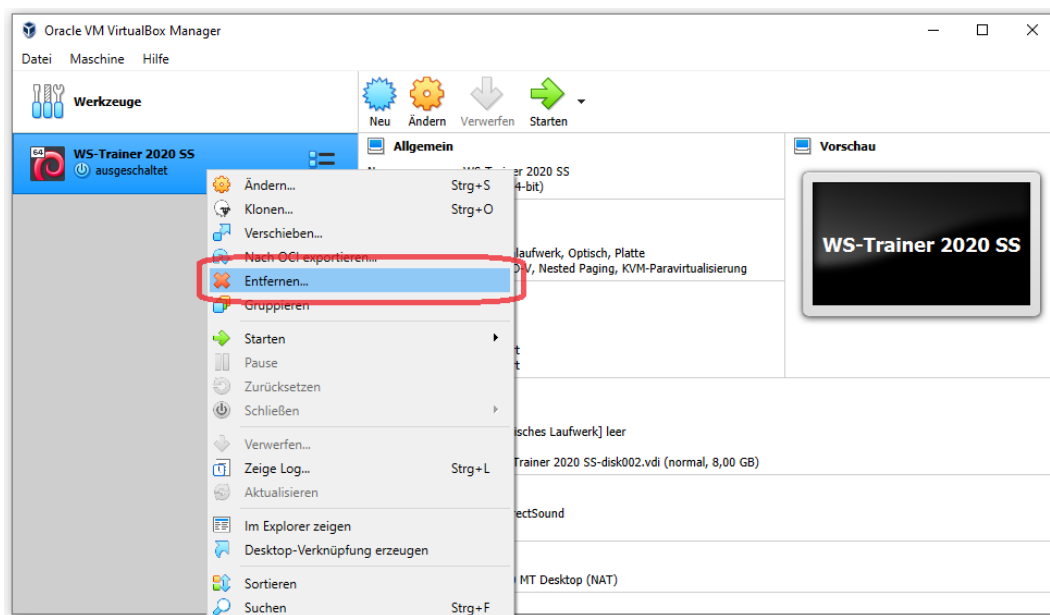 Oracle VM VirtualBox Manager
Datei Maschine Hilfe
Werkzeuge
Neu Ändern Verwerfen Starten
64
WS-Trainer 2020 SS
ausgeschaltet
Allgemein
er 2020 SS
4-bit)
laufwerk, Optisch, Platte
D-V, Nested Paging, KVM-Paravirtualisierung
isches Laufwerk] leer
Trainer 2020 SS-disk002.vdi (normal, 8,00 GB)
ectSound
MT Desktop (NAT)
Vorschau
WS-Trainer 2020 SS
Ändern... Strg+S
Klonen... Strg+O
Verschieben...
Nach OCI exportieren...
Entfernen...
Gruppieren
Starten
Pause
Zurücksetzen
Schließen
Verwerfen...
Zeige Log... Strg+L
Aktualisieren
Im Explorer zeigen
Desktop-Verknüpfung erzeugen
Sortieren
Suchen Strg+F